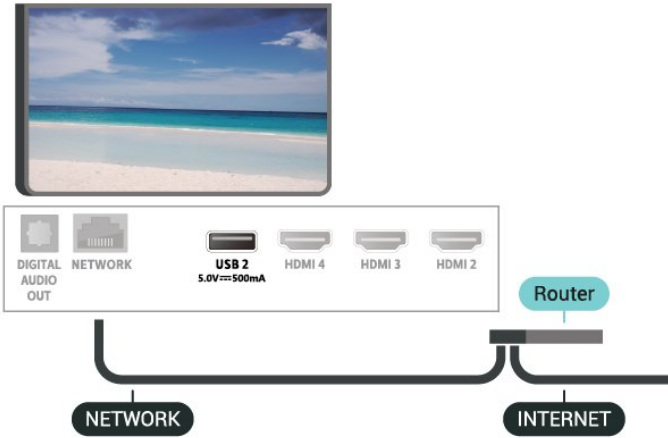 DIGITAL AUDIO OUT
NETWORK
USB 2
5.0V⎓500mA
HDMI 4
HDMI 3
HDMI 2
Router
NETWORK
INTERNET